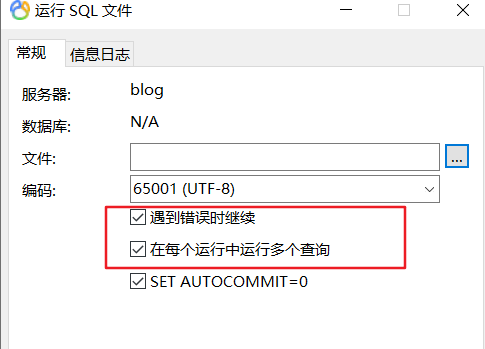 运行 SQL 文件
常规 信息日志
服务器: blog
数据库: N/A
文件: ...
编码: 65001 (UTF-8)
遇到错误时继续
在每个运行中运行多个查询
SET AUTOCOMMIT=0